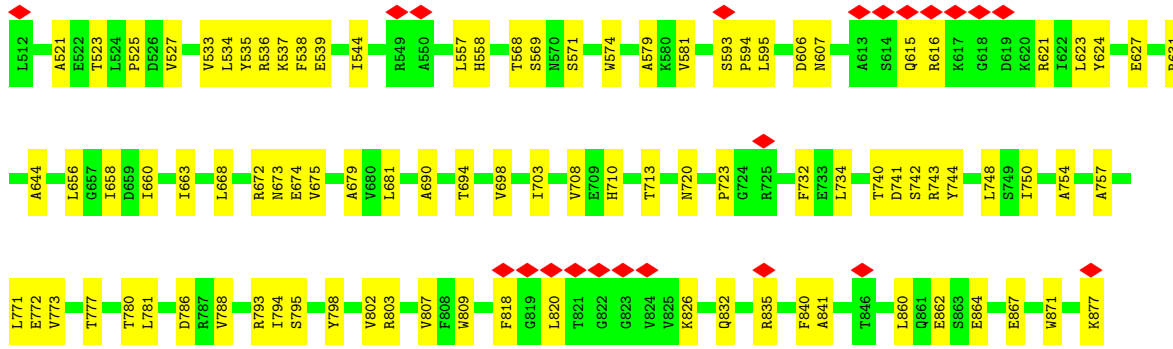 L512 A521 E522 T523 L524 P525 D526 V527 V533 L534 Y535 R536 K537 F538 E539 I544 R549 A550 L557 H558 T568 S569 N570 S571 W574 A579 K580 V581 S593 P594 L595 D606 N607 A613 S614 Q615 R616 K617 G618 D619 K620 R621 I622 L623 Y624 E627
A644 L656 G657 I658 D659 I660 I663 L668 R672 N673 E674 V675 A679 V680 L681 A690 T694 V698 I703 V708 E709 H710 T713 N720 P723 G724 R725 F732 E733 L734 T740 D741 S742 R743 Y744 L748 S749 I750 A754 A757
L771 E772 V773 T777 T780 L781 D786 R787 V788 R793 I794 S795 Y798 V802 R803 V807 F808 W809 F818 G819 L820 T821 G822 G823 V824 V825 K826 Q832 R835 F840 A841 T846 L860 Q861 E862 S863 E864 E867 W871 K877